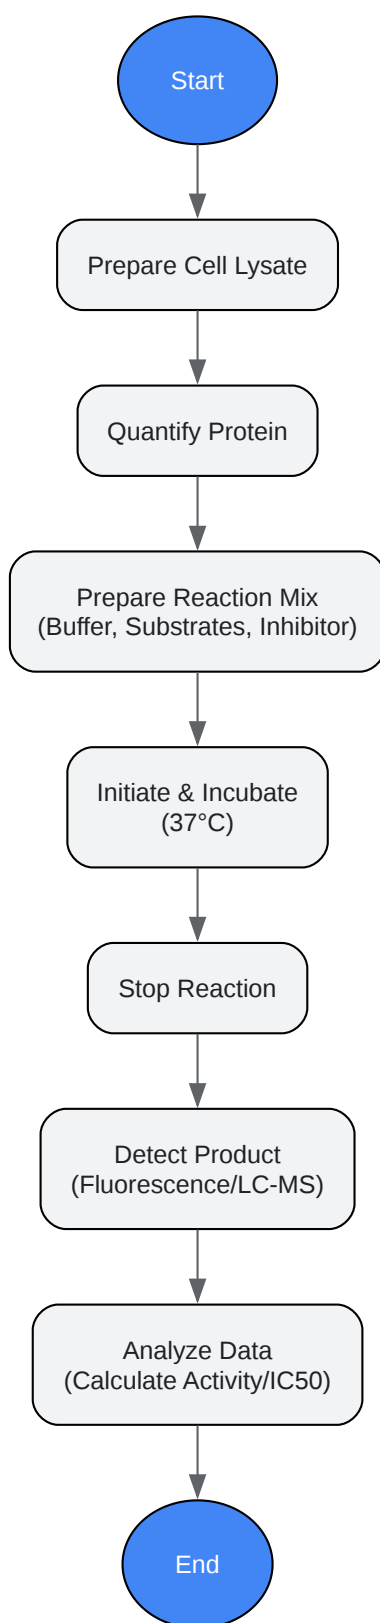 Start
Prepare Cell Lysate
Quantify Protein
Prepare Reaction Mix
(Buffer, Substrates, Inhibitor)
Initiate & Incubate
(37°C)
Stop Reaction
Detect Product
(Fluorescence/LC-MS)
Analyze Data
(Calculate Activity/IC50)
End